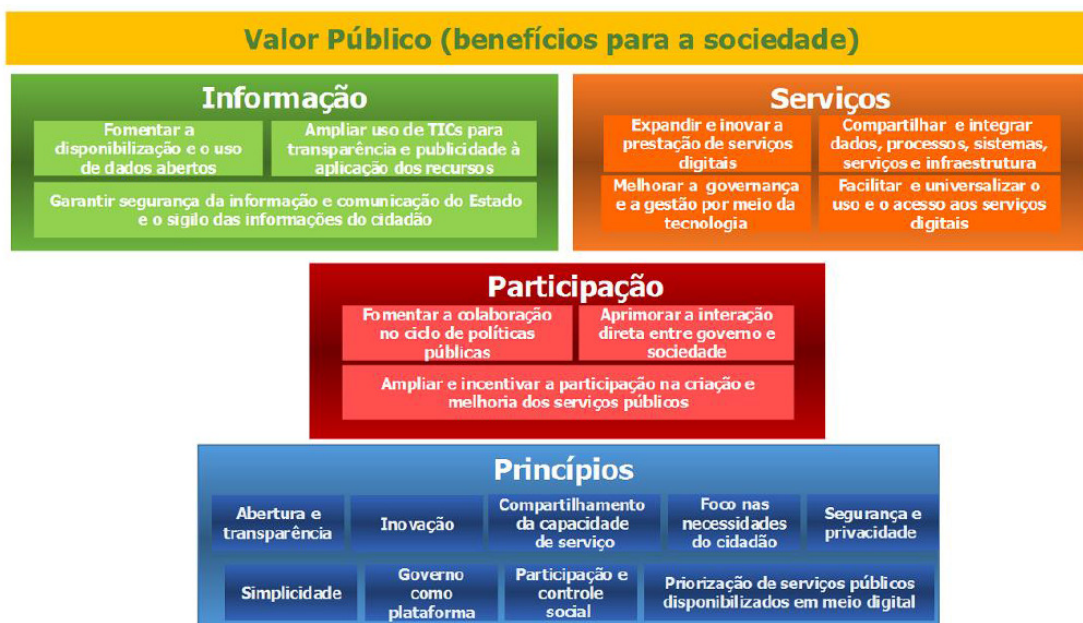 Valor Público (benefícios para a sociedade)
Informação
Fomentar a
disponibilização e o uso
de dados abertos
Ampliar uso de TICs para
transparência e publicidade à
aplicação dos recursos
Garantir segurança da informação e comunicação do Estado
e o sigilo das informações do cidadão
Serviços
Expandir e inovar a
prestação de serviços
digitais
Compartilhar e integrar
dados, processos, sistemas,
serviços e infraestrutura
Melhorar a governança
e a gestão por meio da
tecnologia
Facilitar e universalizar o
uso e o acesso aos serviços
digitais
Participação
Fomentar a colaboração
no ciclo de políticas
públicas
Aprimorar a interação
direta entre governo e
sociedade
Ampliar e incentivar a participação na criação e
melhoria dos serviços públicos
Princípios
Abertura e
transparência
Inovação
Compartilhamento
da capacidade
de serviço
Foco nas
necessidades
do cidadão
Segurança e
privacidade
Simplicidade
Governo
como
plataforma
Participação e
controle
social
Priorização de serviços públicos
disponibilizados em meio digital